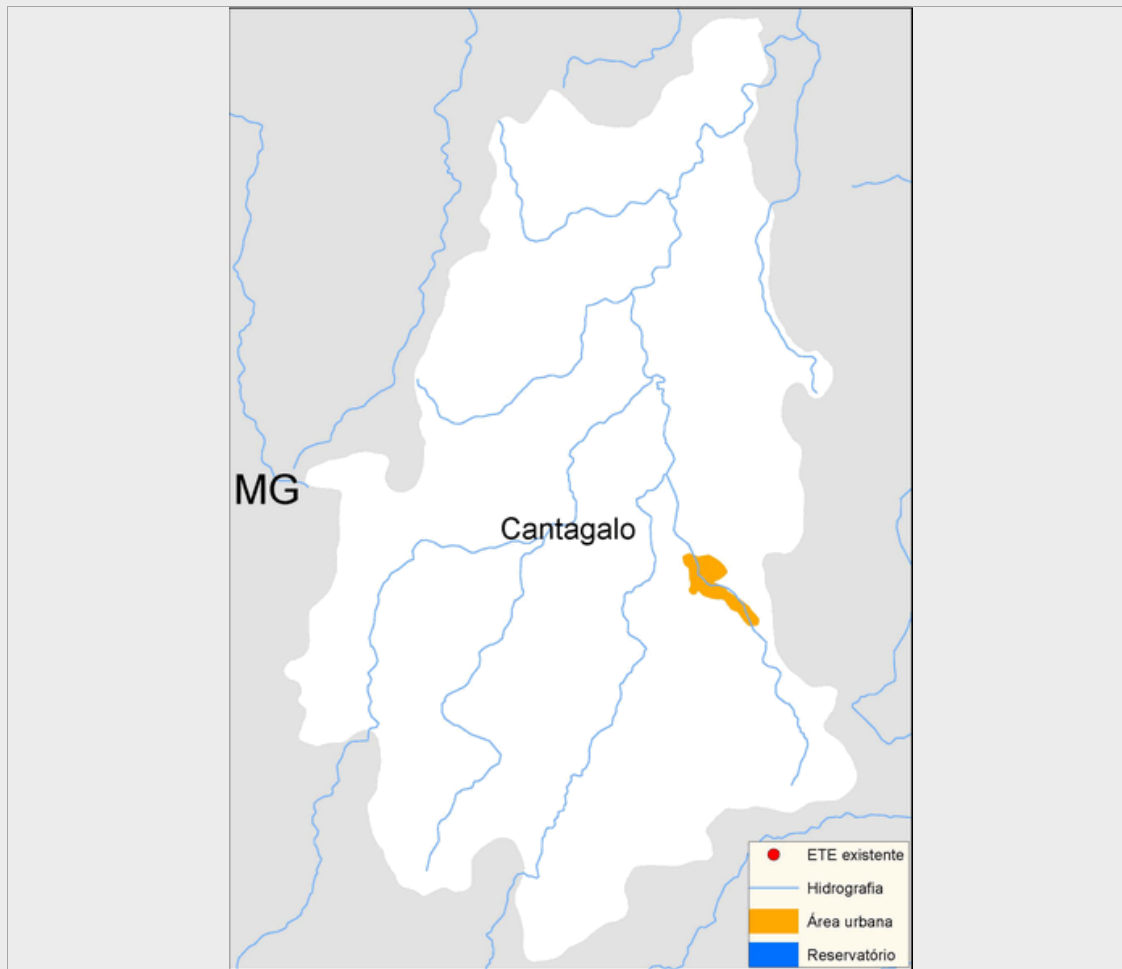 MG
Cantagalo
ETE existente
Hidrografia
Área urbana
Reservatório